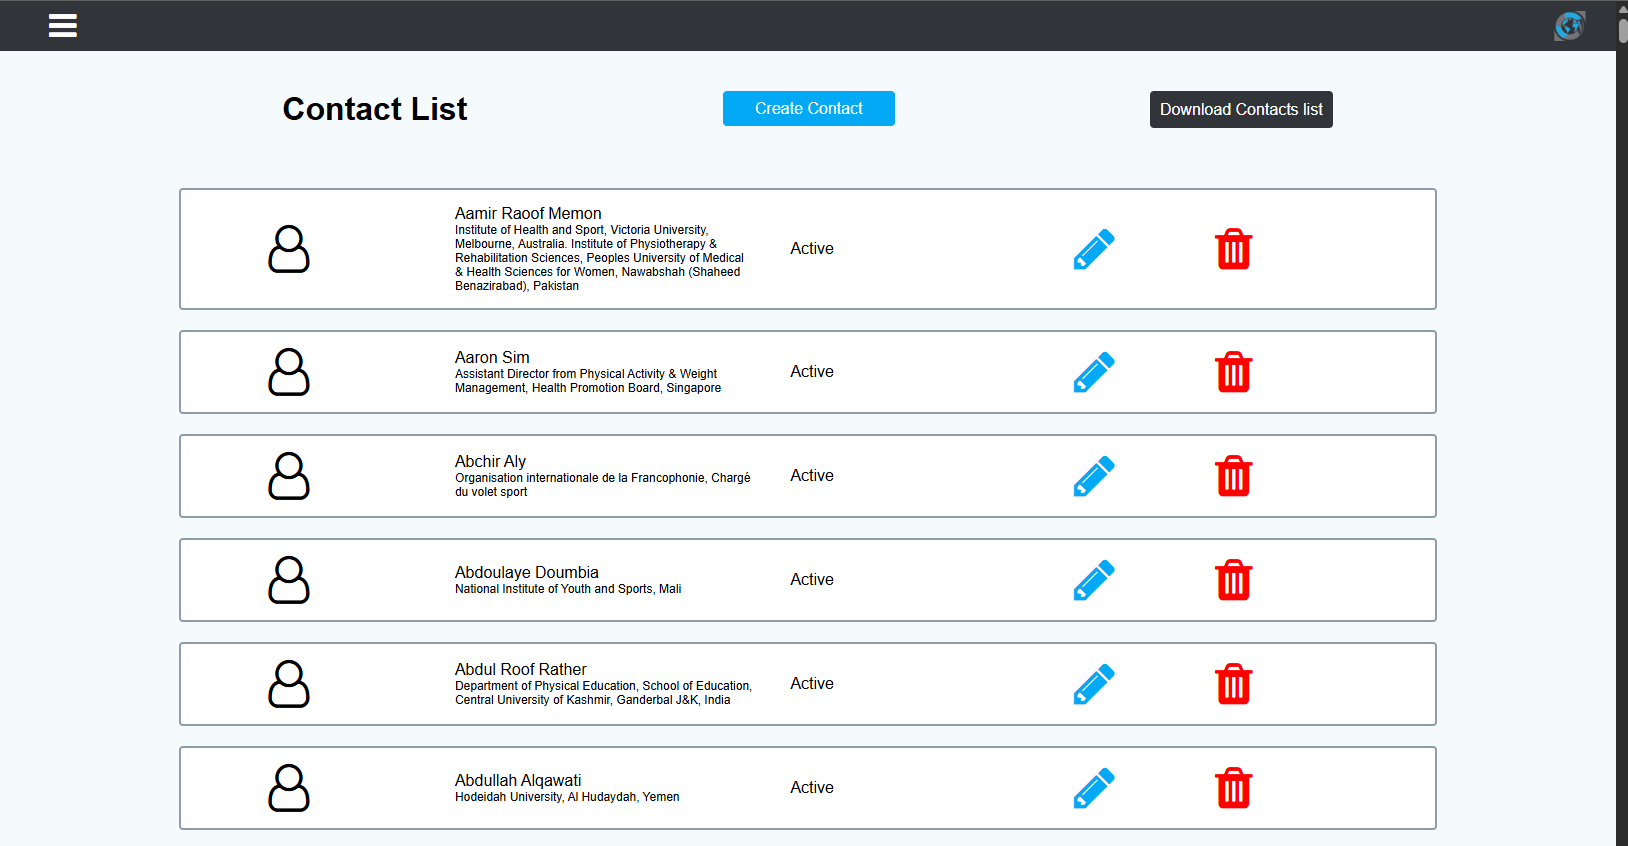 Contact List
Create Contact
Download Contacts list
Aamir Raoof Memon
Institute of Health and Sport, Victoria University,
Melbourne, Australia. Institute of Physiotherapy &
Rehabilitation Sciences, Peoples University of Medical
& Health Sciences for Women, Nawabshah (Shaheed
Benazirabad), Pakistan
Active
Aaron Sim
Assistant Director from Physical Activity & Weight
Management, Health Promotion Board, Singapore
Active
Abchir Aly
Organisation internationale de la Francophonie, Chargé
du volet sport
Active
Abdoulaye Doumbia
National Institute of Youth and Sports, Mali
Active
Abdul Roof Rather
Department of Physical Education, School of Education,
Central University of Kashmir, Ganderbal J&K, India
Active
Abdullah Alqawati
Hodeidah University, Al Hudaydah, Yemen
Active